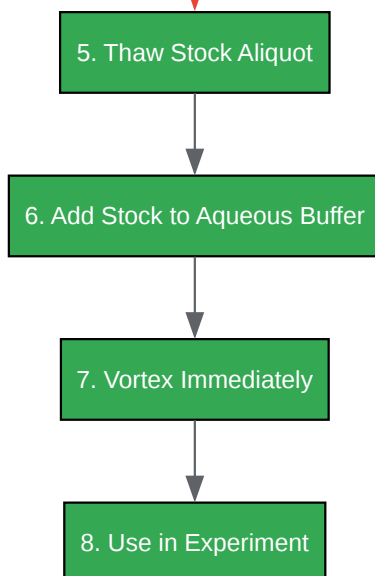 5. Thaw Stock Aliquot
6. Add Stock to Aqueous Buffer
7. Vortex Immediately
8. Use in Experiment